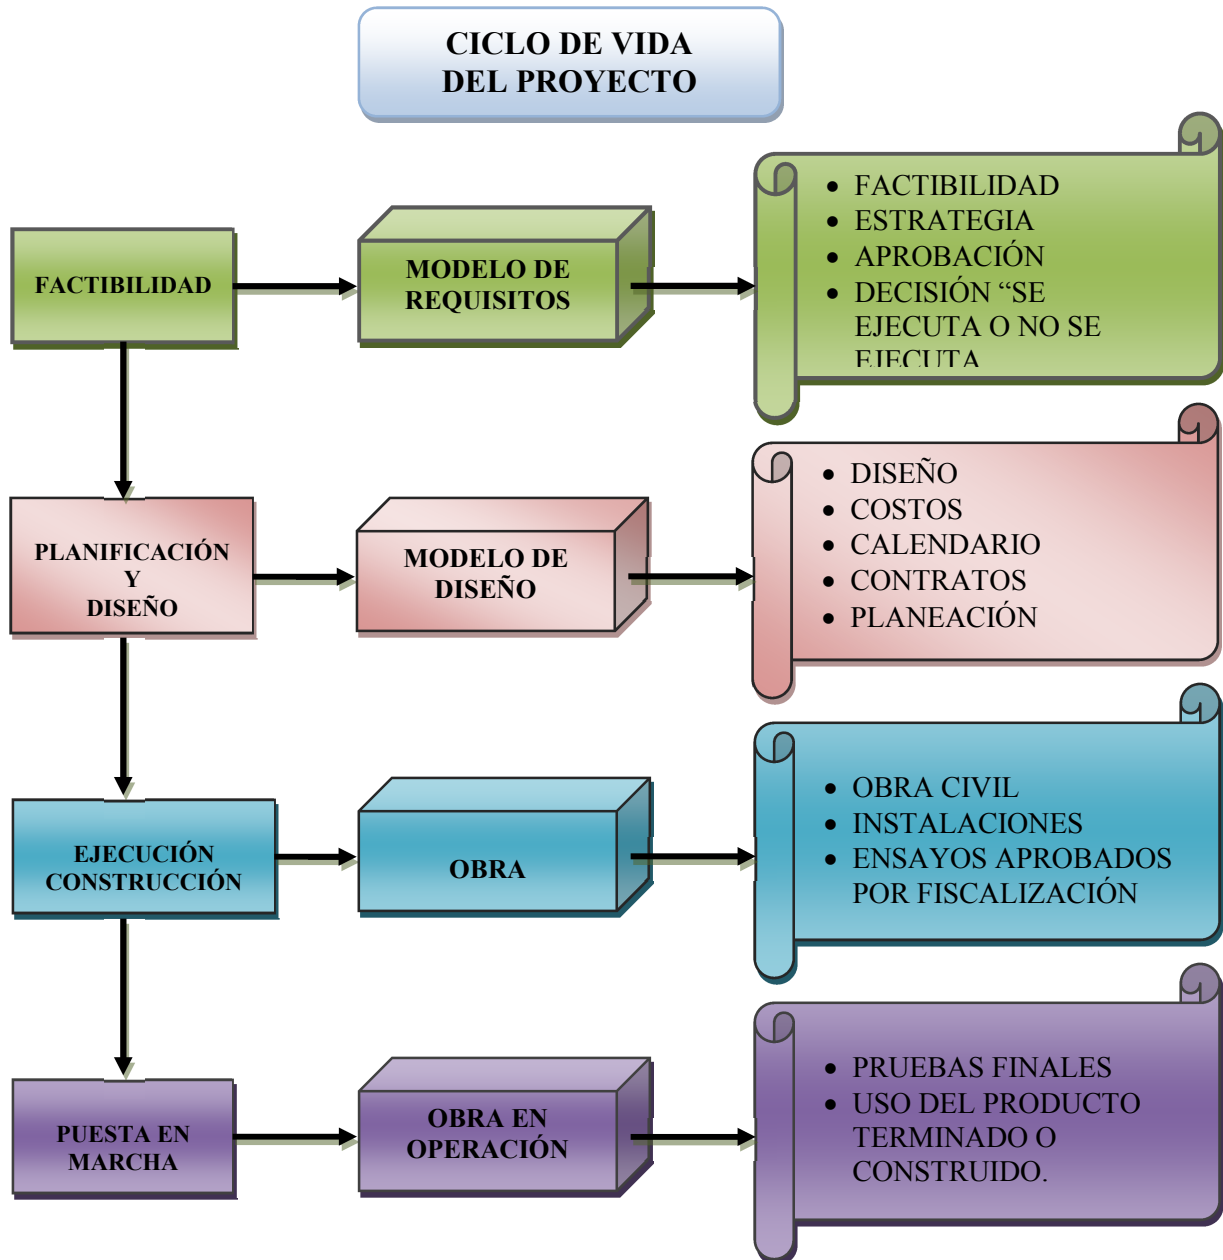 CICLO DE VIDA
DEL PROYECTO
FACTIBILIDAD
MODELO DE
REQUISITOS
• FACTIBILIDAD
• ESTRATEGIA
• APROBACIÓN
• DECISIÓN “SE
EJECUTA O NO SE
EJECUTA
PLANIFICACIÓN
Y
DISEÑO
MODELO DE
DISEÑO
• DISEÑO
• COSTOS
• CALENDARIO
• CONTRATOS
• PLANEACIÓN
EJECUCIÓN
CONSTRUCCIÓN
OBRA
• OBRA CIVIL
• INSTALACIONES
• ENSAYOS APROBADOS
POR FISCALIZACIÓN
PUESTA EN
MARCHA
OBRA EN
OPERACIÓN
• PRUEBAS FINALES
• USO DEL PRODUCTO
TERMINADO O
CONSTRUIDO.